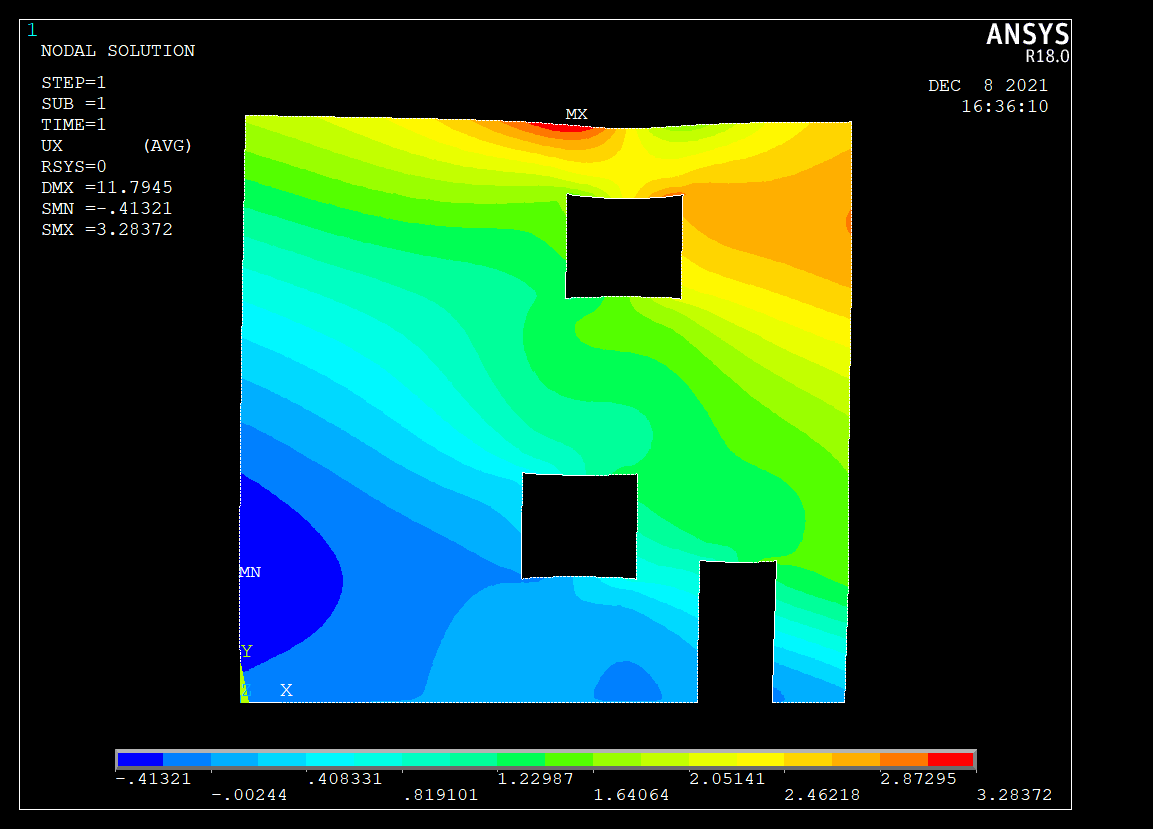 1
ANSYS
R18.0
NODAL SOLUTION
STEP=1
SUB =1
TIME=1
UX (AVG)
RSYS=0
DMX =11.7945
SMN =-.41321
SMX =3.28372
DEC 8 2021
16:36:10
MX
MN
Y
X
-.41321 .408331 1.22987 2.05141 2.87295
-.00244 .819101 1.64064 2.46218 3.28372